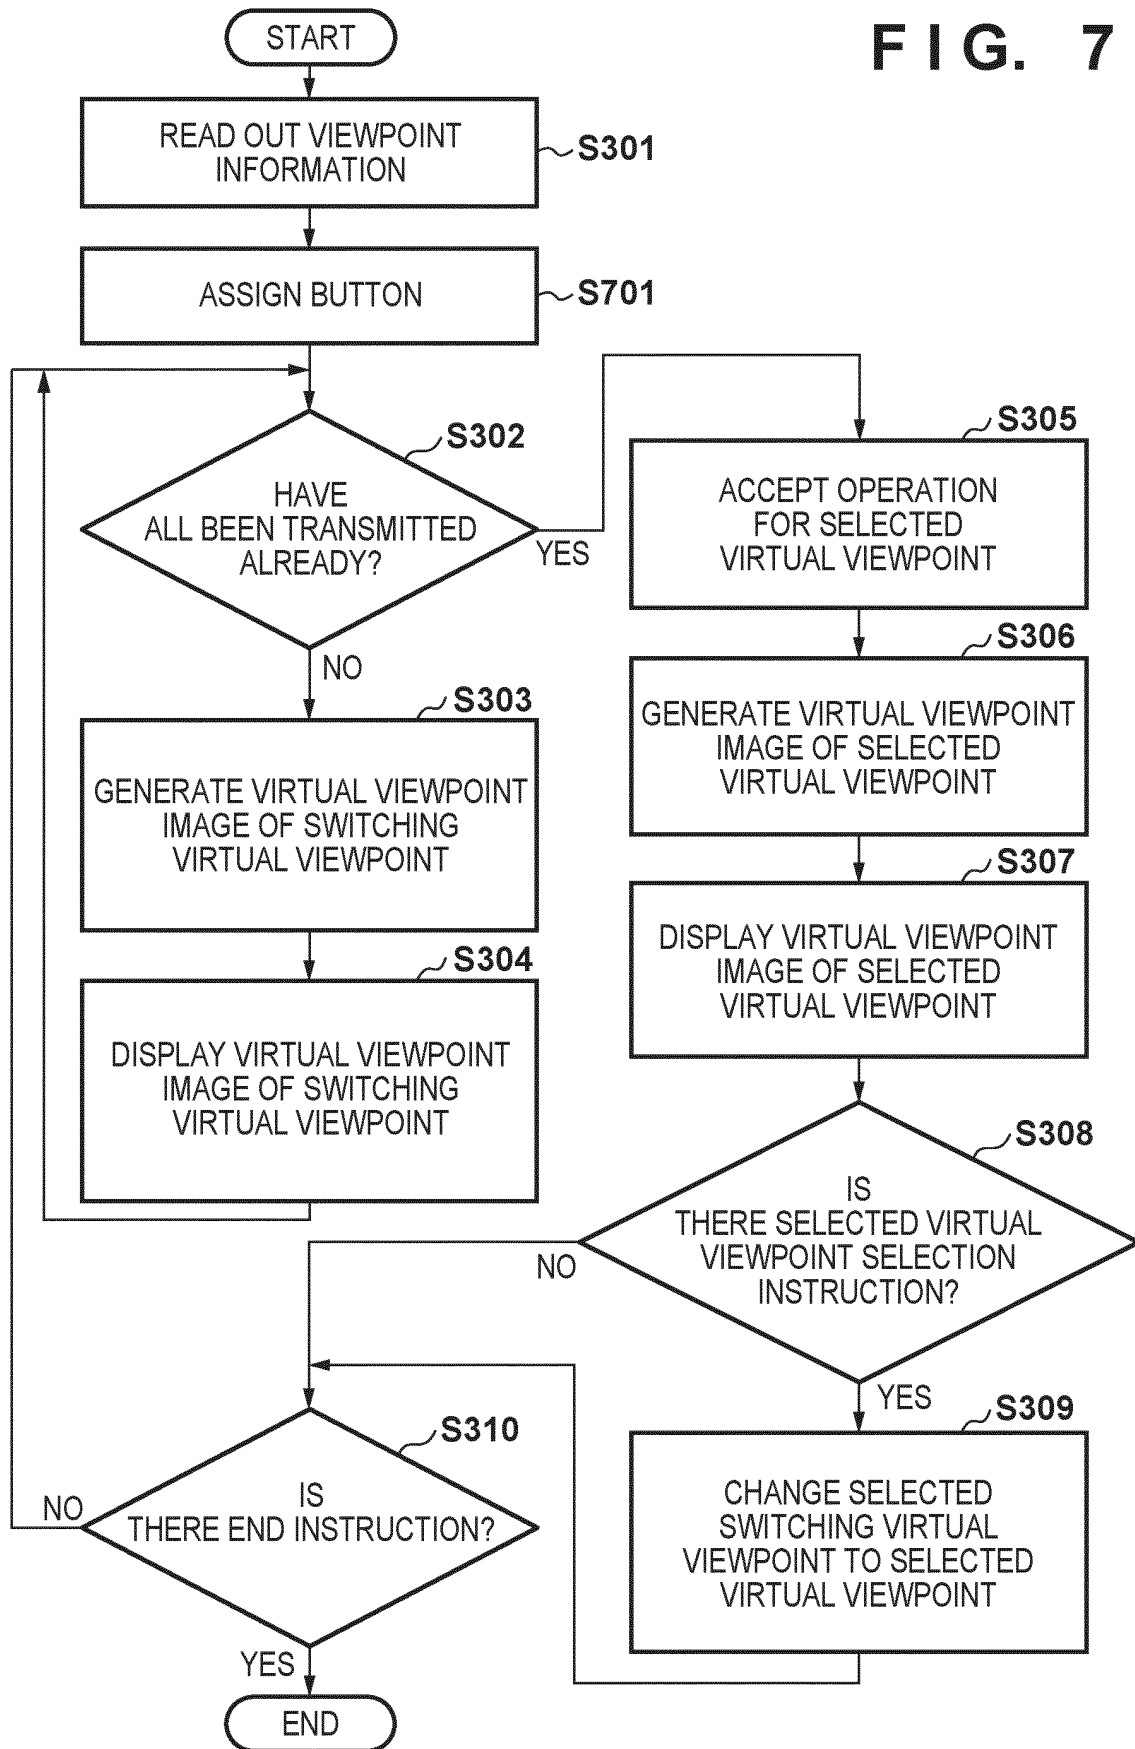 FIG. 7
START
READ OUT VIEWPOINT
INFORMATION
S301
ASSIGN BUTTON
S701
S302
HAVE
ALL BEEN TRANSMITTED
ALREADY?
YES
NO
S303
GENERATE VIRTUAL VIEWPOINT
IMAGE OF SWITCHING
VIRTUAL VIEWPOINT
S304
DISPLAY VIRTUAL VIEWPOINT
IMAGE OF SWITCHING
VIRTUAL VIEWPOINT
S305
ACCEPT OPERATION
FOR SELECTED
VIRTUAL VIEWPOINT
S306
GENERATE VIRTUAL VIEWPOINT
IMAGE OF SELECTED
VIRTUAL VIEWPOINT
S307
DISPLAY VIRTUAL VIEWPOINT
IMAGE OF SELECTED
VIRTUAL VIEWPOINT
S308
IS
THERE SELECTED VIRTUAL
VIEWPOINT SELECTION
INSTRUCTION?
NO
YES
S309
CHANGE SELECTED
SWITCHING VIRTUAL
VIEWPOINT TO SELECTED
VIRTUAL VIEWPOINT
S310
IS
THERE END INSTRUCTION?
NO
YES
END